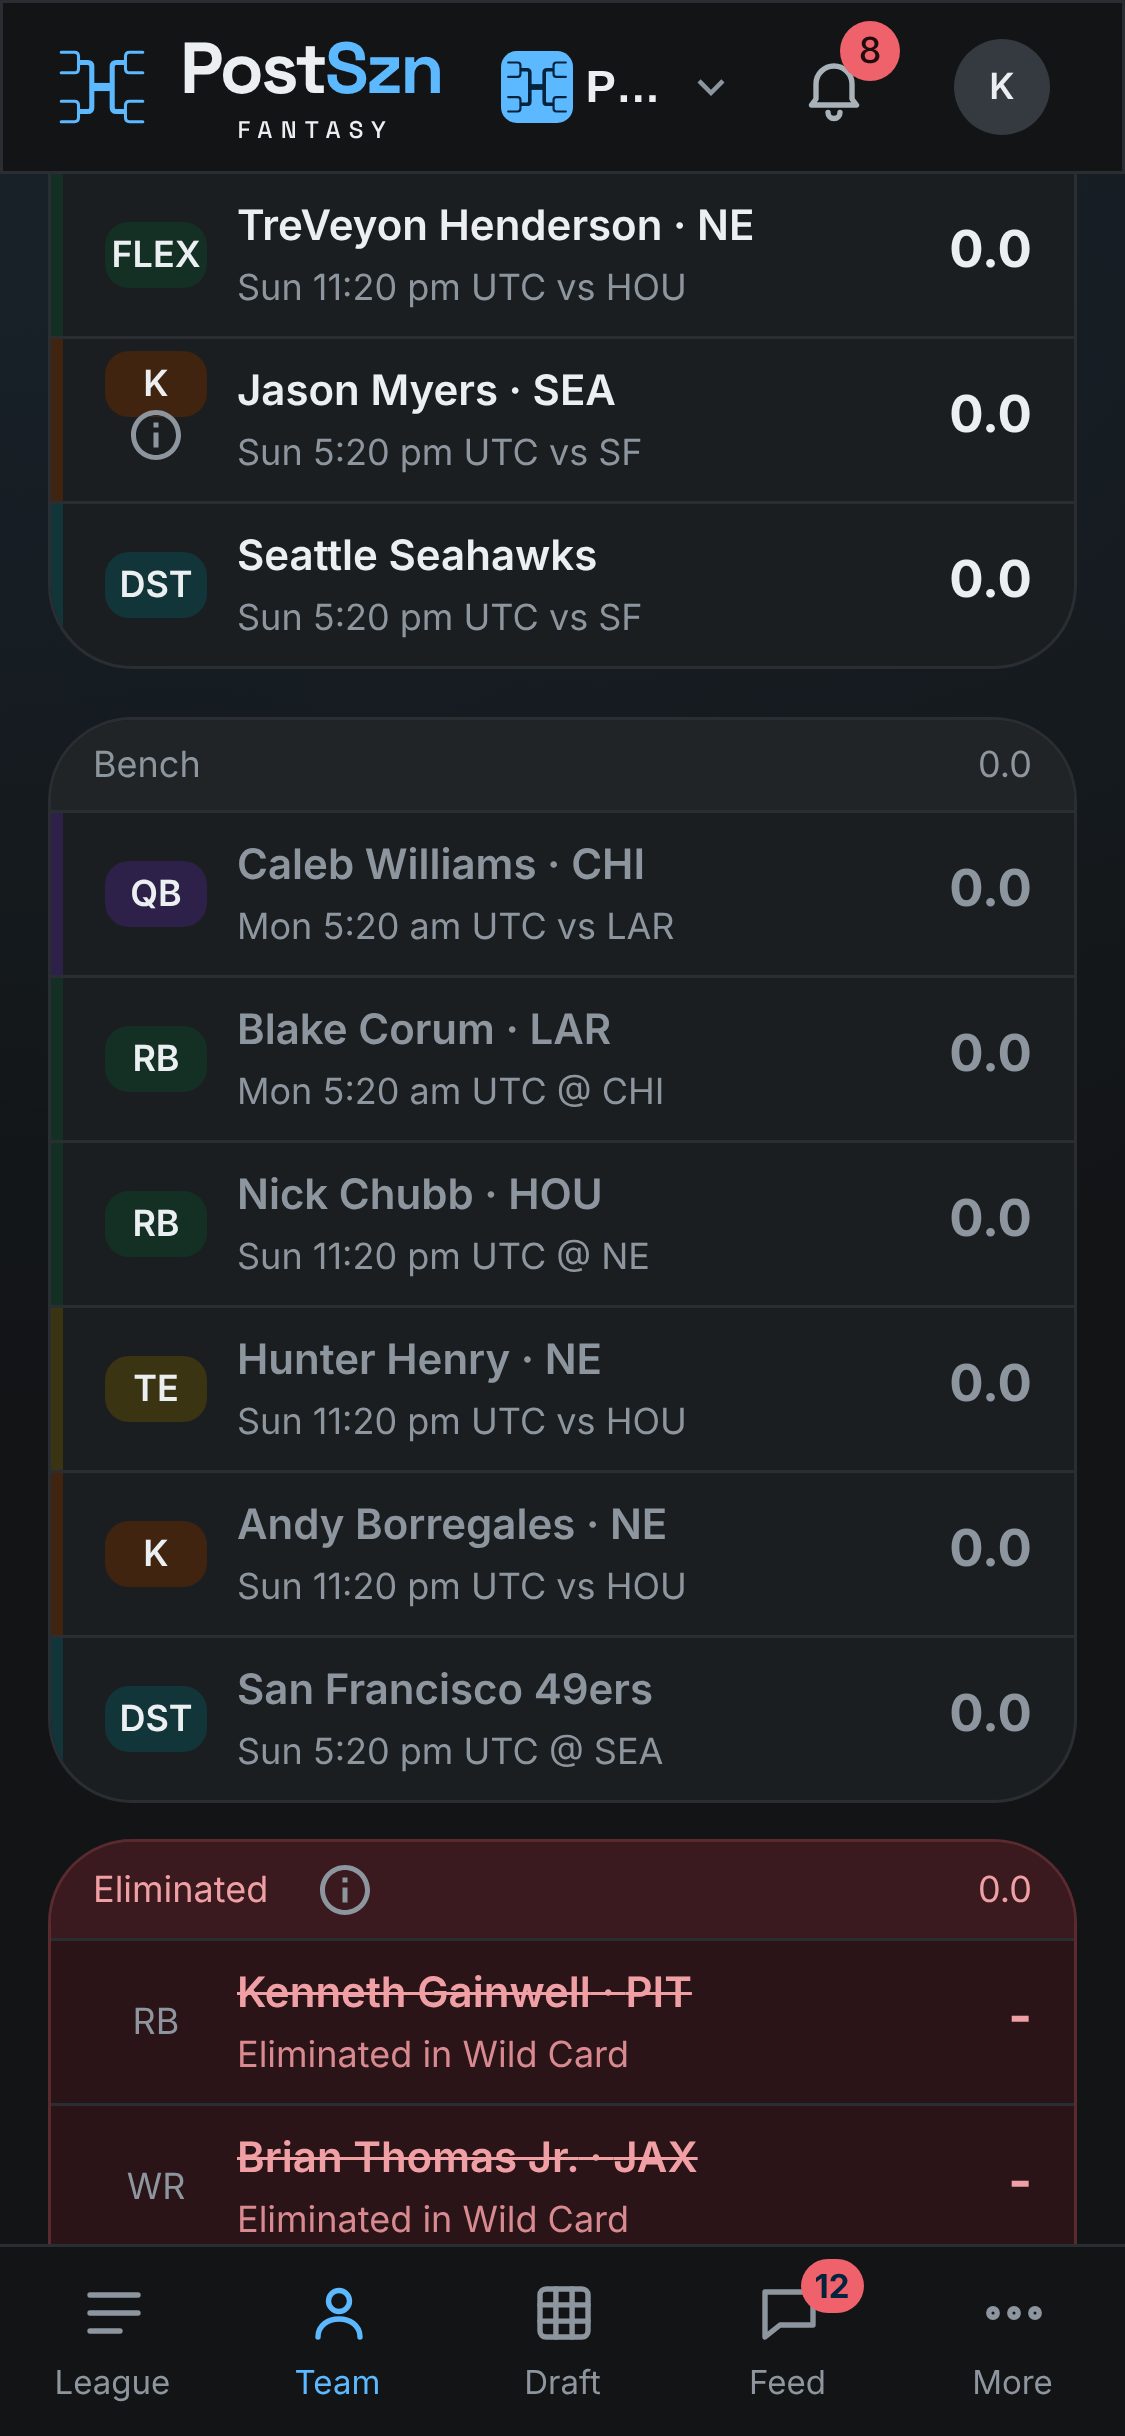 PostSzn
FANTASY
P...
8
K
FLEX
TreVeyon Henderson · NE
Sun 11:20 pm UTC vs HOU
0.0
K
Jason Myers · SEA
Sun 5:20 pm UTC vs SF
0.0
DST
Seattle Seahawks
Sun 5:20 pm UTC vs SF
0.0
Bench
0.0
QB
Caleb Williams · CHI
Mon 5:20 am UTC vs LAR
0.0
RB
Blake Corum · LAR
Mon 5:20 am UTC @ CHI
0.0
RB
Nick Chubb · HOU
Sun 11:20 pm UTC @ NE
0.0
TE
Hunter Henry · NE
Sun 11:20 pm UTC vs HOU
0.0
K
Andy Borregales · NE
Sun 11:20 pm UTC vs HOU
0.0
DST
San Francisco 49ers
Sun 5:20 pm UTC @ SEA
0.0
Eliminated
0.0
RB
Kenneth Gainwell · PIT
Eliminated in Wild Card
-
WR
Brian Thomas Jr. · JAX
Eliminated in Wild Card
-
League
Team
Draft
12
Feed
More